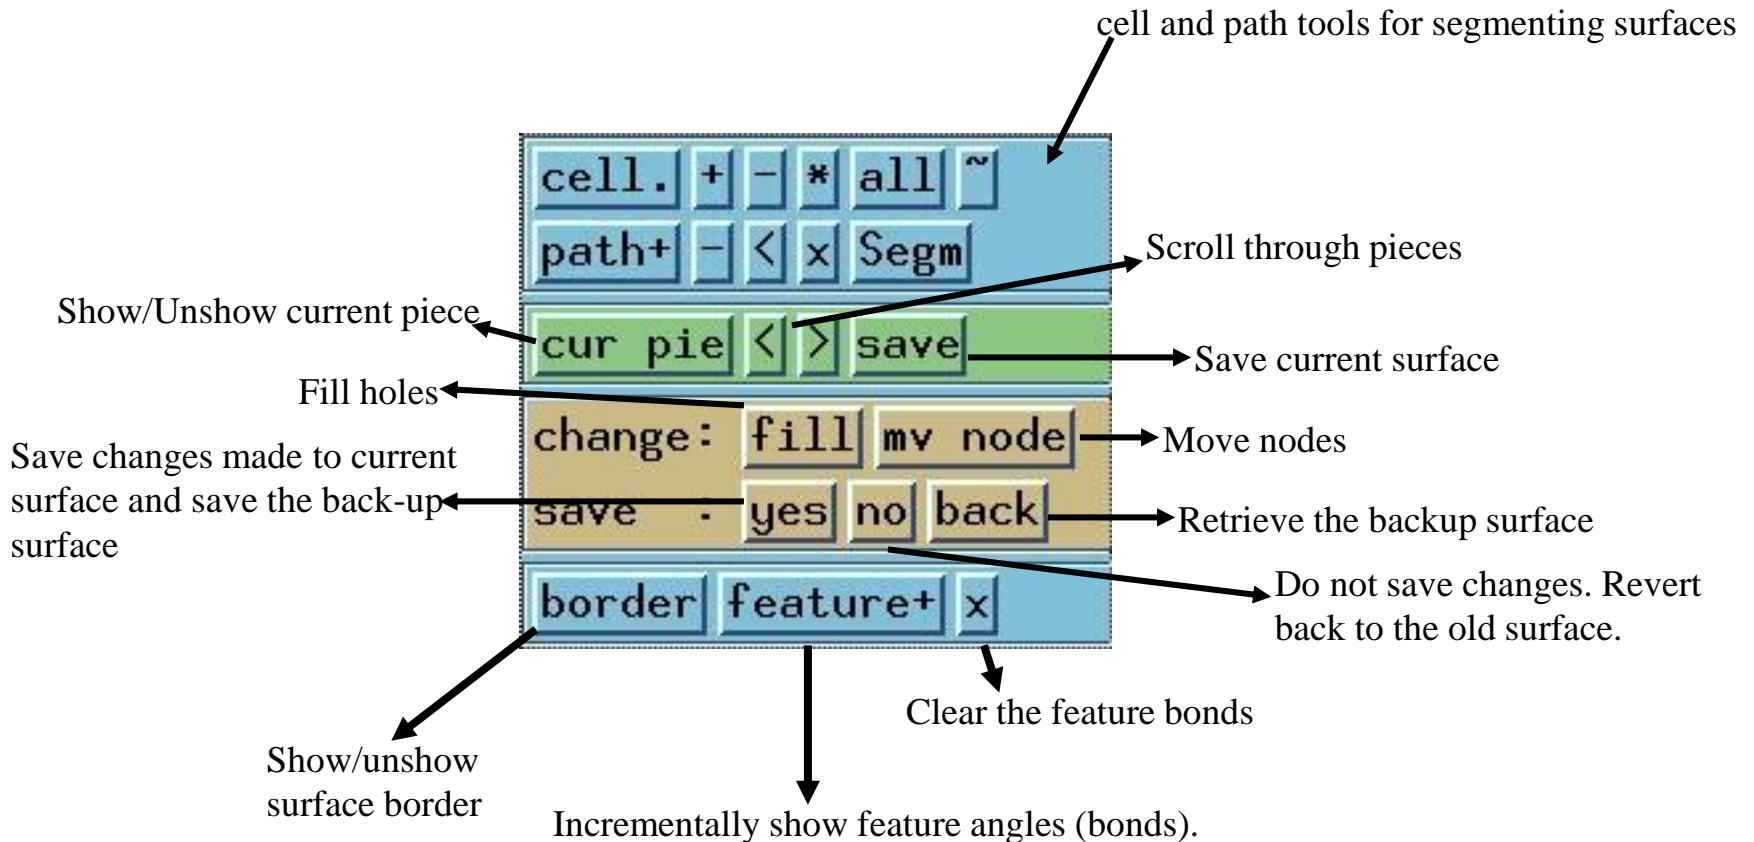 cell and path tools for segmenting surfaces
cell. + - * all ~
path+ - < x Segm
Scroll through pieces
Show/Unshow current piece
cur pie < > save
Save current surface
Fill holes
change: fill mv node
Move nodes
Save changes made to current
surface and save the back-up
surface
save : yes no back
Retrieve the backup surface
Do not save changes. Revert
back to the old surface.
border feature+ x
Clear the feature bonds
Show/unshow
surface border
Incrementally show feature angles (bonds).